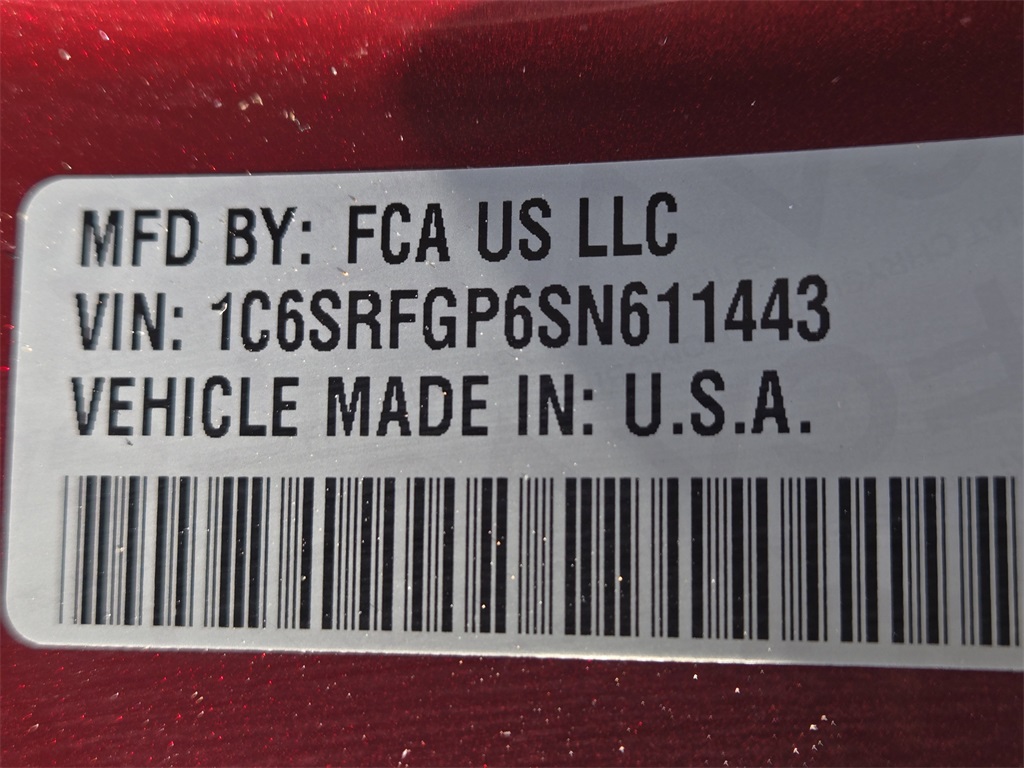 MFD BY: FCA US LLC
VIN: 1C6SRFGP6SN611443
VEHICLE MADE IN: U.S.A.